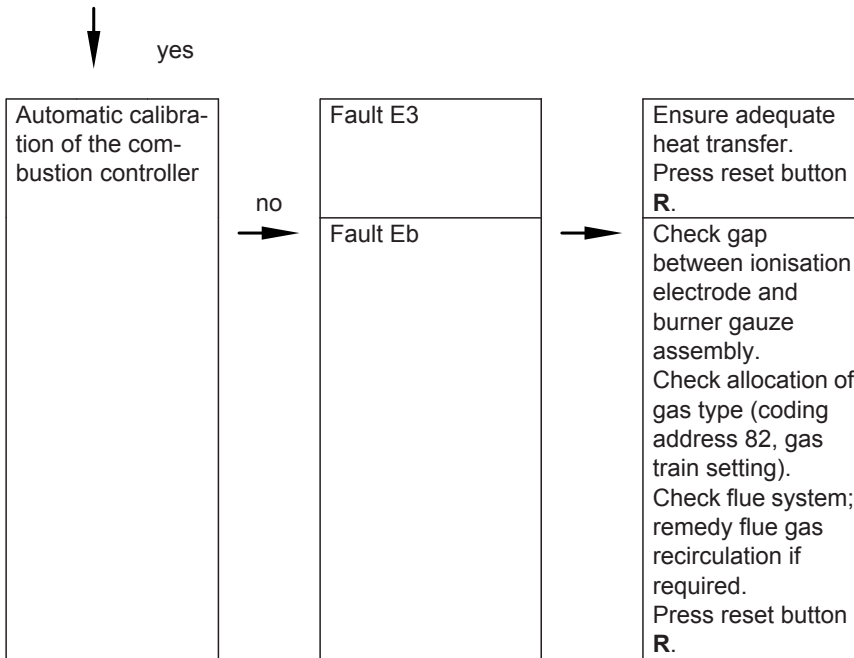 yes
Automatic calibra-
tion of the com-
bustion controller
no
Fault E3
Ensure adequate
heat transfer.
Press reset button
R.
Fault Eb
Check gap
between ionisation
electrode and
burner gauze
assembly.
Check allocation of
gas type (coding
address 82, gas
train setting).
Check flue system;
remedy flue gas
recirculation if
required.
Press reset button
R.